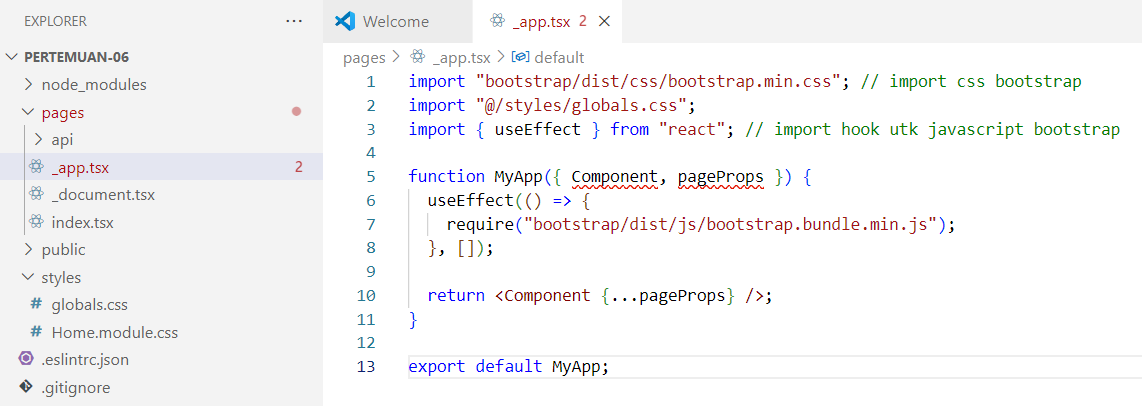 EXPLORER ...
PERTEMUAN-06
node_modules
pages
api
_app.tsx 2
_document.tsx
index.tsx
public
styles
# globals.css
# Home.module.css
.eslintrc.json
.gitignore
Welcome
_app.tsx 2
pages > _app.tsx > default
1 import "bootstrap/dist/css/bootstrap.min.css"; // import css bootstrap
2 import "@/styles/globals.css";
3 import { useEffect } from "react"; // import hook utk javascript bootstrap
4
5 function MyApp({ Component, pageProps }) {
6 useEffect(() => {
7 require("bootstrap/dist/js/bootstrap.bundle.min.js");
8 }, []);
9
10 return <Component {...pageProps} />;
11 }
12
13 export default MyApp;